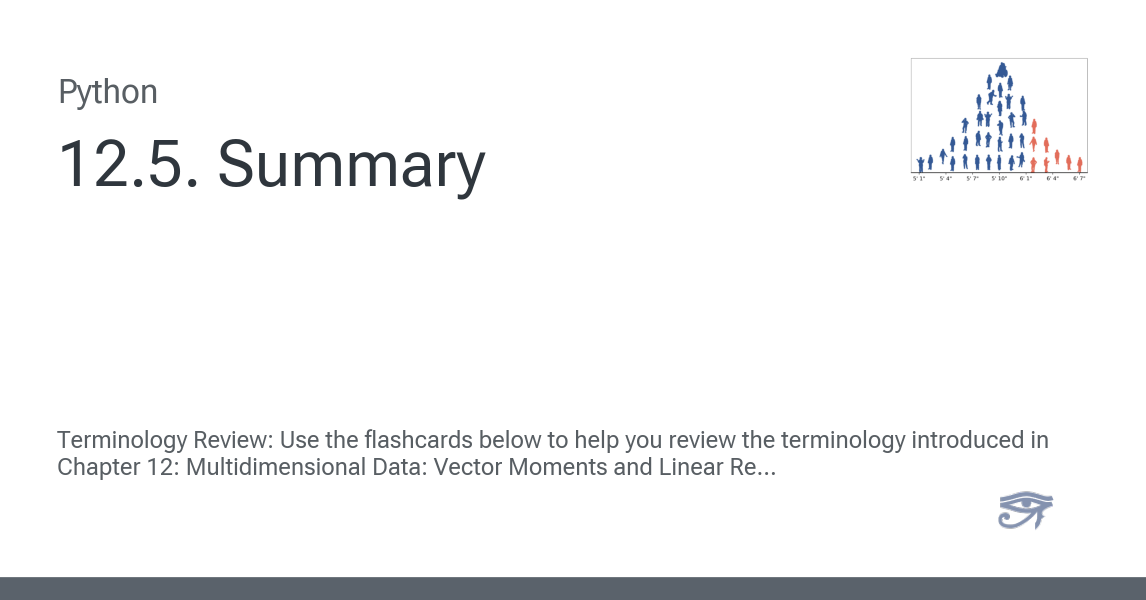 Python
12.5. Summary
5' 1" 5' 4" 5' 7" 5' 10" 6' 1" 6' 4" 6' 7"
Terminology Review: Use the flashcards below to help you review the terminology introduced in
Chapter 12: Multidimensional Data: Vector Moments and Linear Re...